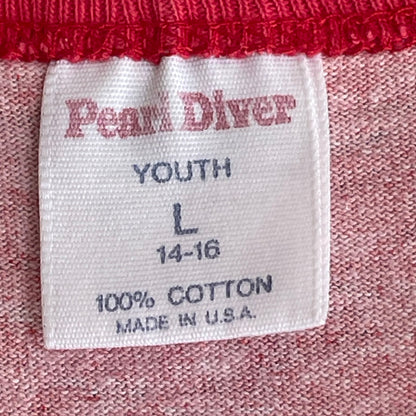 Pearl Diver
YOUTH
L
14-16
100% COTTON
MADE IN U.S.A.